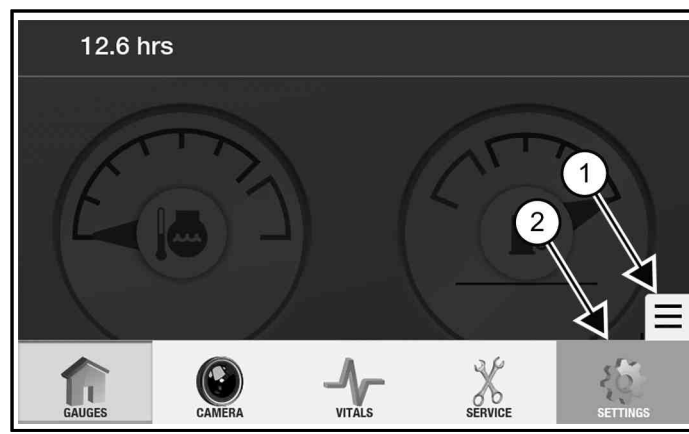 12.6 hrs
1
2
GAUGES
CAMERA
VITALS
SERVICE
SETTINGS